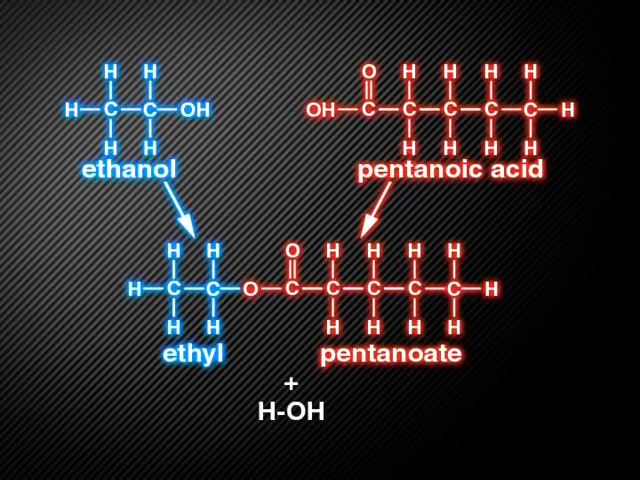 H H
H—C—C—OH
H H
ethanol
O H H H H
OH—C—C—C—C—C—H
H H H H
pentanoic acid
H H O H H H H
H—C—C—O—C—C—C—C—C—H
H H H H H H
ethyl pentanoate
+
H-OH